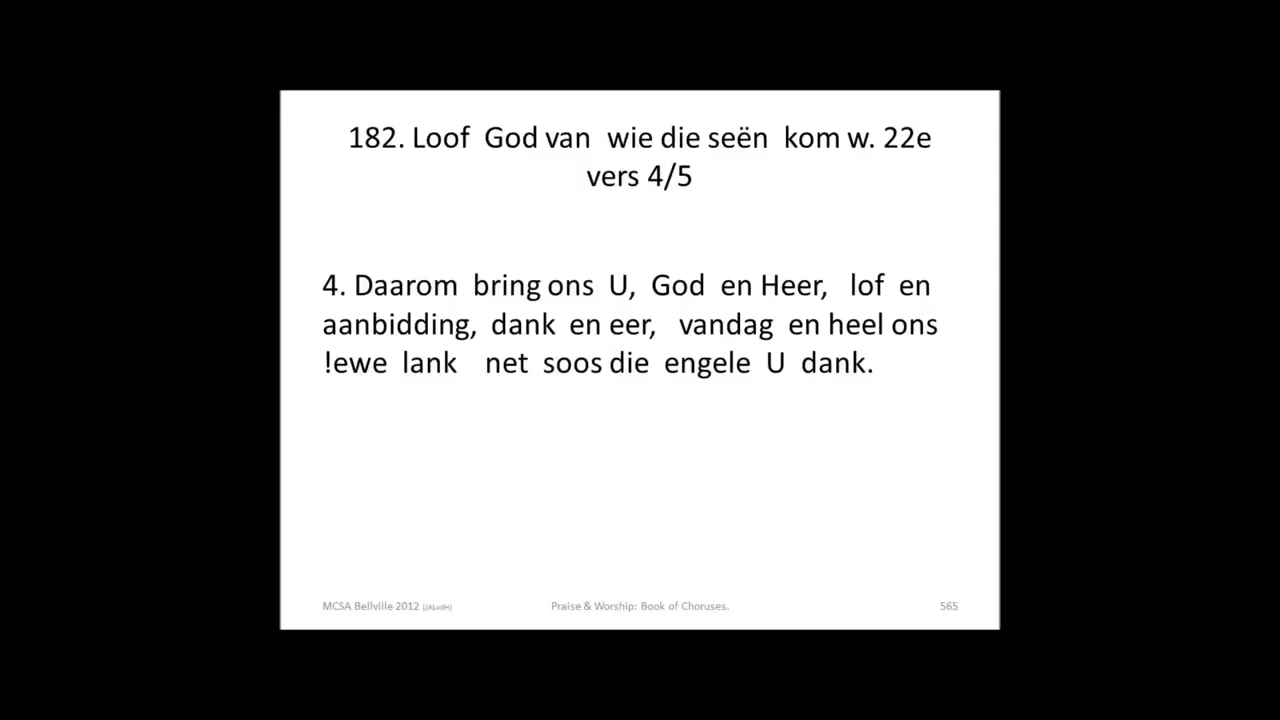 182. Loof God van wie die seën kom w. 22e
vers 4/5
4. Daarom bring ons U, God en Heer, lof en
aanbidding, dank en eer, vandag en heel ons
!ewe lank net soos die engele U dank.
MCSA Bellville 2012 (JALvdH) Praise & Worship: Book of Choruses. 565